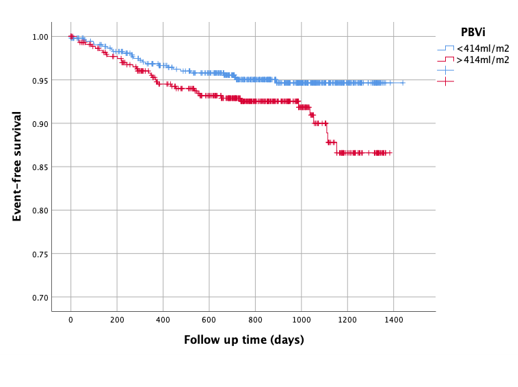 PBVi
<414ml/m2
>414ml/m2
1.00
0.95
0.90
0.85
0.80
0.75
0.70
Event-free survival
0 200 400 600 800 1000 1200 1400
Follow up time (days)